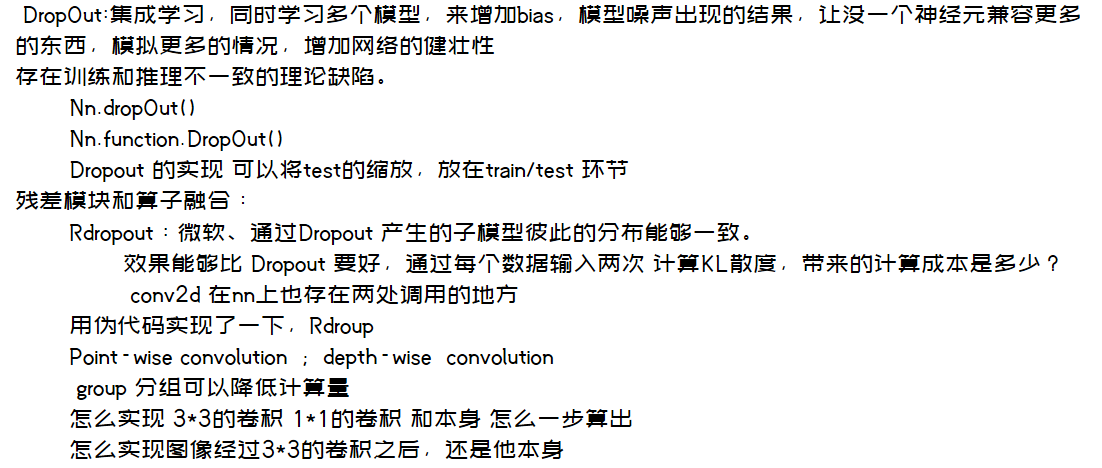 DropOut:集成学习，同时学习多个模型，来增加bias，模型噪声出现的结果，让没一个神经元兼容更多
的东西，模拟更多的情况，增加网络的健壮性
存在训练和推理不一致的理论缺陷。
Nn.dropOut()
Nn.function.DropOut()
Dropout 的实现 可以将test的缩放，放在train/test 环节
残差模块和算子融合：
Rdropout：微软、通过Dropout 产生的子模型彼此的分布能够一致。
效果能够比 Dropout 要好，通过每个数据输入两次 计算KL散度，带来的计算成本是多少？
conv2d 在nn上也存在两处调用的地方
用伪代码实现了一下，Rdroup
Point-wise convolution ；depth-wise convolution
group 分组可以降低计算量
怎么实现 3*3的卷积 1*1的卷积 和本身 怎么一步算出
怎么实现图像经过3*3的卷积之后，还是他本身